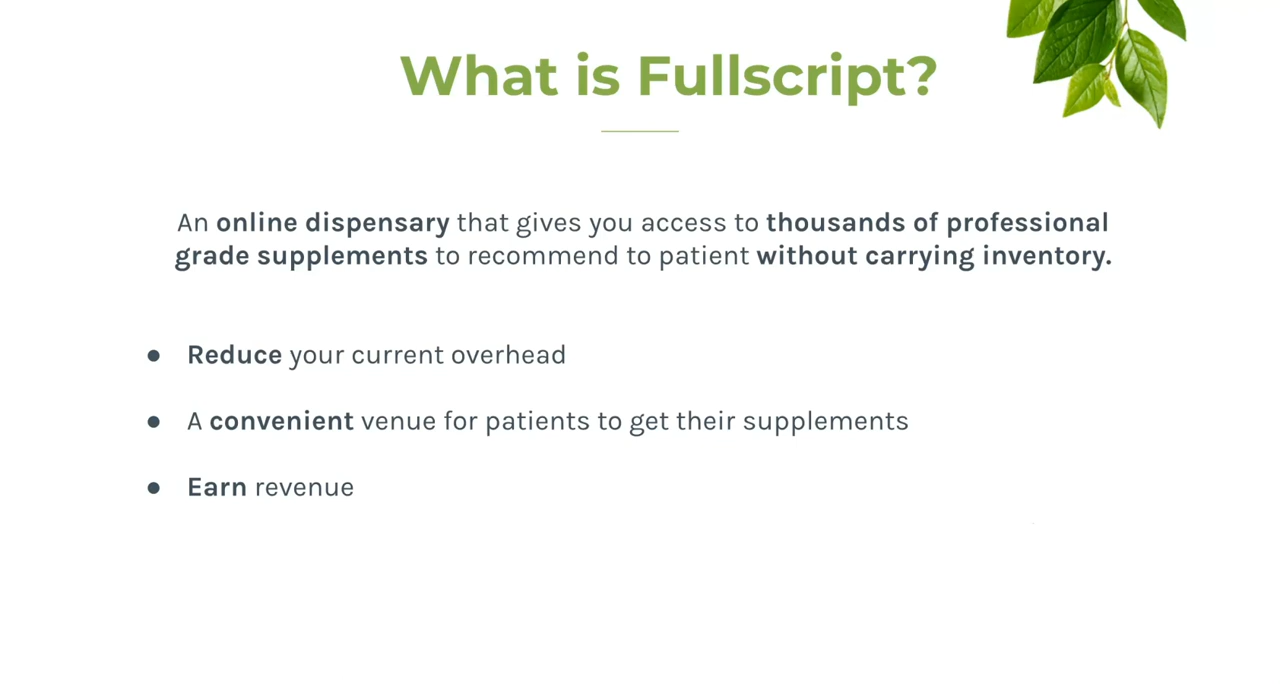 What is Fullscript?
An online dispensary that gives you access to thousands of professional
grade supplements to recommend to patient without carrying inventory.
● Reduce your current overhead
● A convenient venue for patients to get their supplements
● Earn revenue